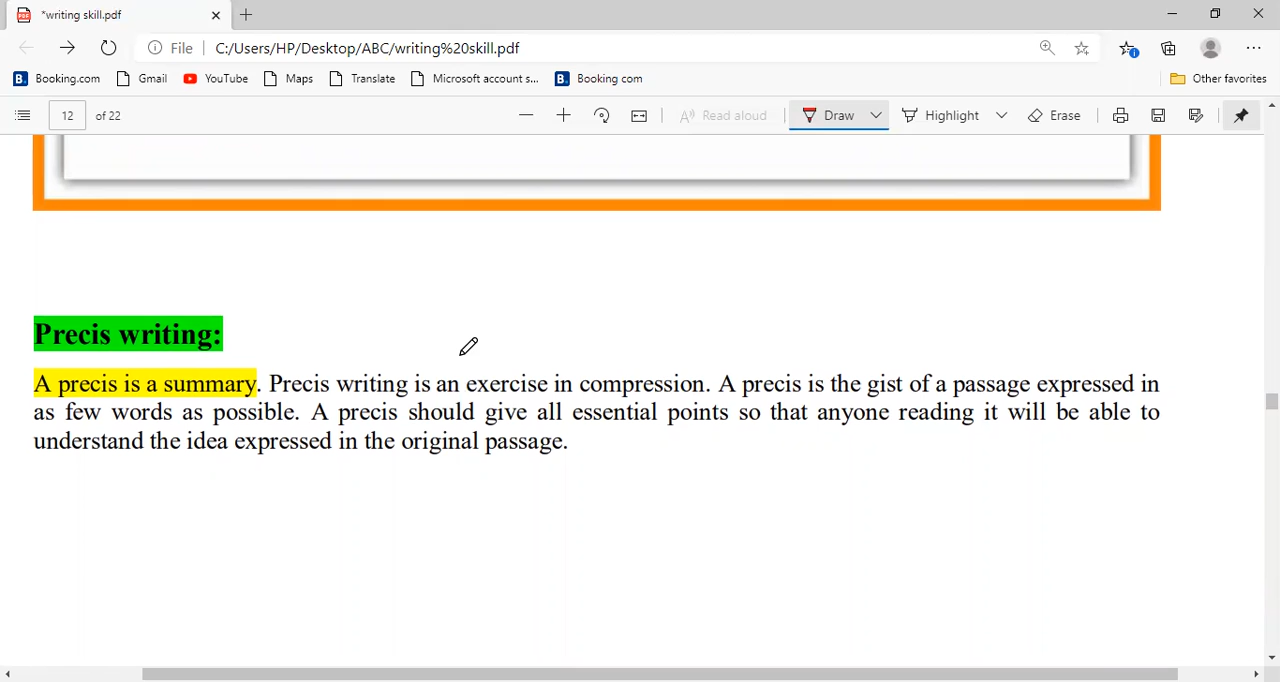 *writing skill.pdf
File C:/Users/HP/Desktop/ABC/writing%20skill.pdf
B. Booking.com Gmail YouTube Maps Translate Microsoft account s... B. Booking com Other favorites
12 of 22 Read aloud Draw Highlight Erase
Precis writing:
A precis is a summary. Precis writing is an exercise in compression. A precis is the gist of a passage expressed in
as few words as possible. A precis should give all essential points so that anyone reading it will be able to
understand the idea expressed in the original passage.